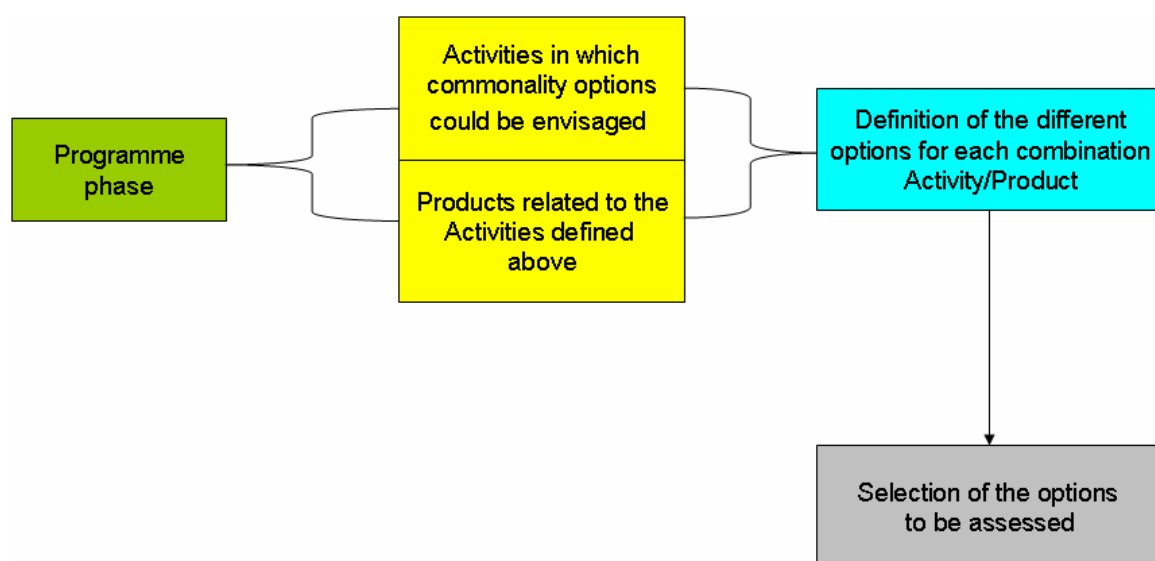 Programme
phase
Activities in which
commonality options
could be envisaged
Products related to the
Activities defined
above
Definition of the different
options for each combination
Activity/Product
Selection of the options
to be assessed